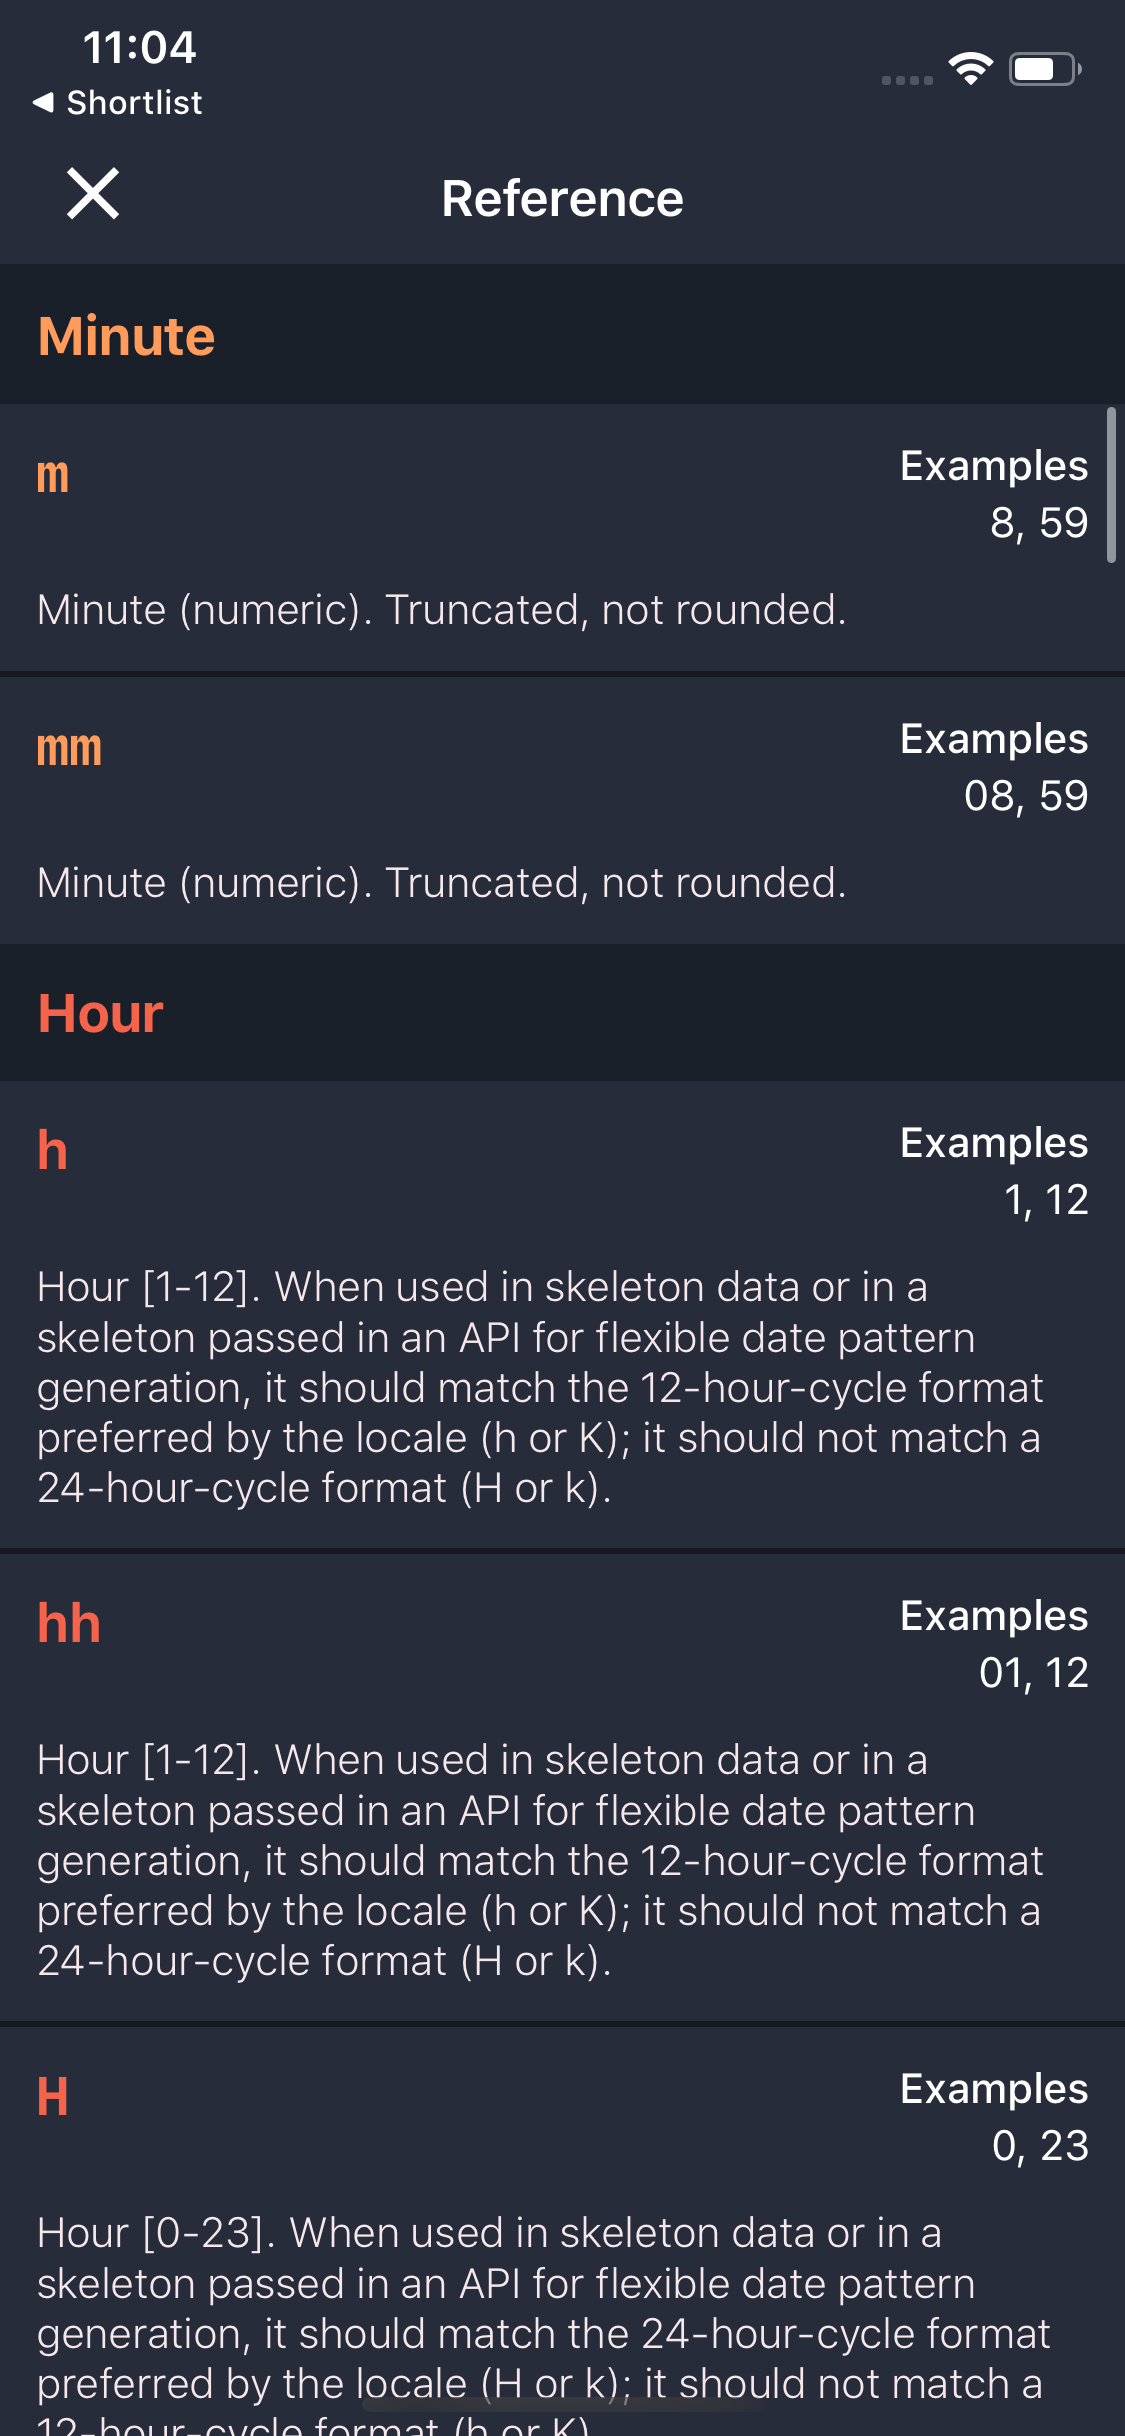 11:04
◀ Shortlist
Reference
Minute
m
Examples
8, 59
Minute (numeric). Truncated, not rounded.
mm
Examples
08, 59
Minute (numeric). Truncated, not rounded.
Hour
h
Examples
1, 12
Hour [1-12]. When used in skeleton data or in a
skeleton passed in an API for flexible date pattern
generation, it should match the 12-hour-cycle format
preferred by the locale (h or K); it should not match a
24-hour-cycle format (H or k).
hh
Examples
01, 12
Hour [1-12]. When used in skeleton data or in a
skeleton passed in an API for flexible date pattern
generation, it should match the 12-hour-cycle format
preferred by the locale (h or K); it should not match a
24-hour-cycle format (H or k).
H
Examples
0, 23
Hour [0-23]. When used in skeleton data or in a
skeleton passed in an API for flexible date pattern
generation, it should match the 24-hour-cycle format
preferred by the locale (H or k); it should not match a
12-hour-cycle format (h or K).